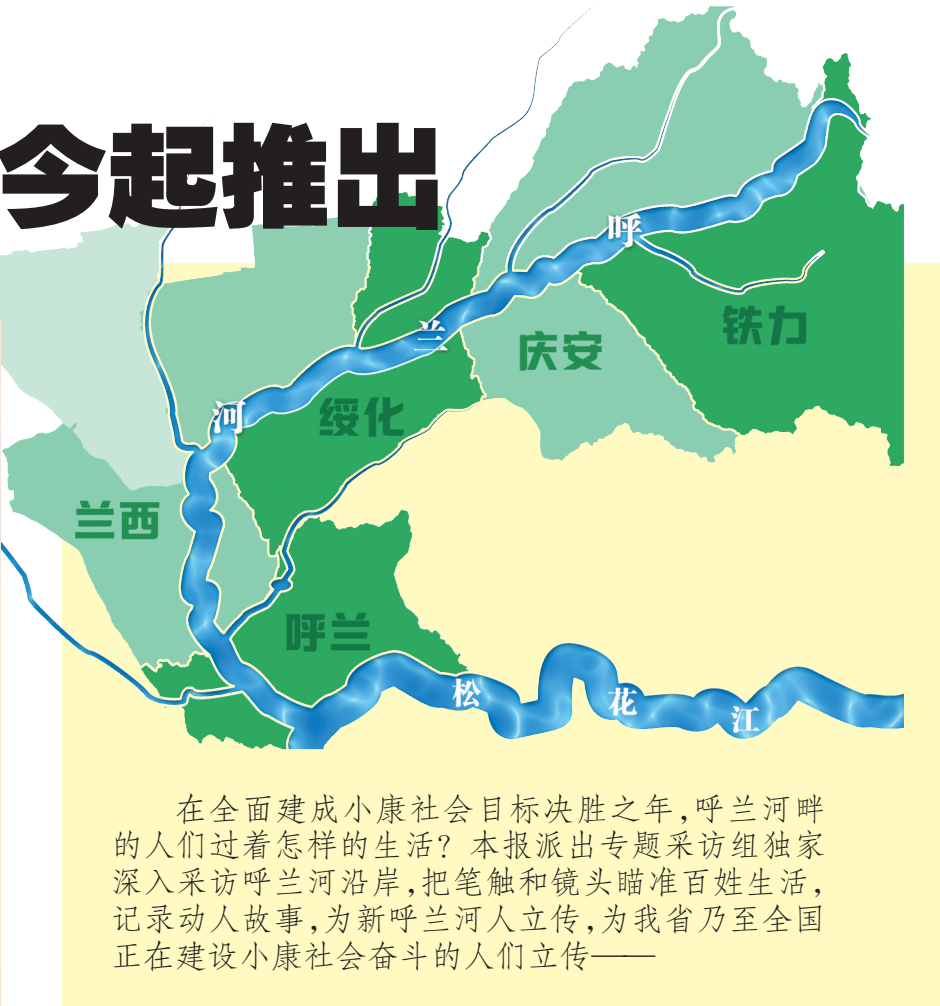 今起推出
呼
兰
河
铁力
庆安
绥化
兰西
呼兰
松花江
在全面建成小康社会目标决胜之年,呼兰河畔
的人们过着怎样的生活?本报派出专题采访组独家
深入采访呼兰河沿岸,把笔触和镜头瞄准百姓生活,
记录动人故事,为新呼兰河人立传,为我省乃至全国
正在建设小康社会奋斗的人们立传——